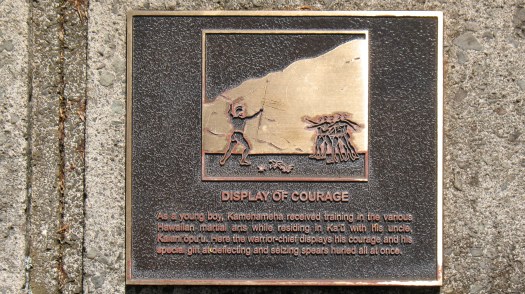 DISPLAY OF COURAGE
As a young boy, Kamehameha received training in the various
Hawaiian martial arts while residing in Ka'ū with his uncle,
Kalani'ōpu'u. Here the warrior-chief displays his courage and his
special gift at deflecting and seizing spears hurled all at once.